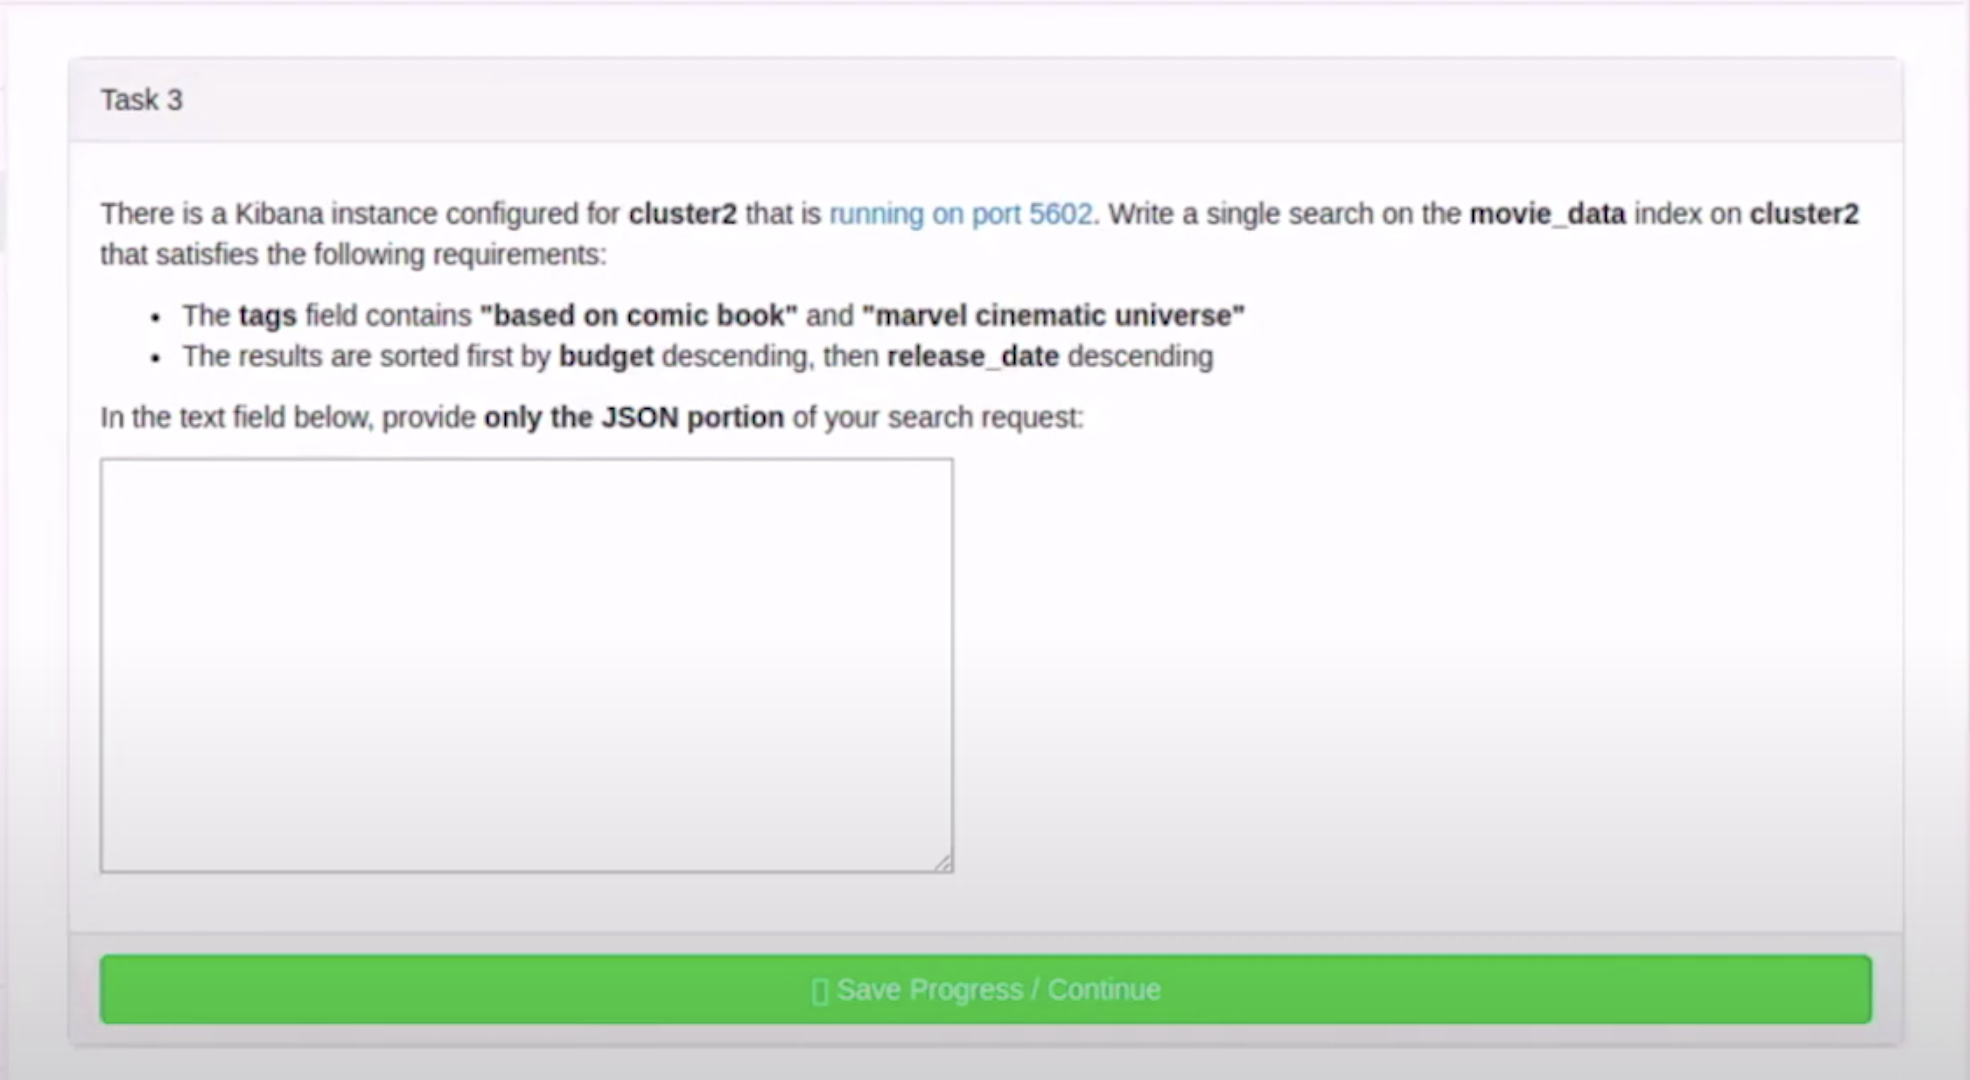 Task 3
There is a Kibana instance configured for cluster2 that is running on port 5602. Write a single search on the movie_data index on cluster2
that satisfies the following requirements:
• The tags field contains "based on comic book" and "marvel cinematic universe"
• The results are sorted first by budget descending, then release_date descending
In the text field below, provide only the JSON portion of your search request:
Save Progress / Continue